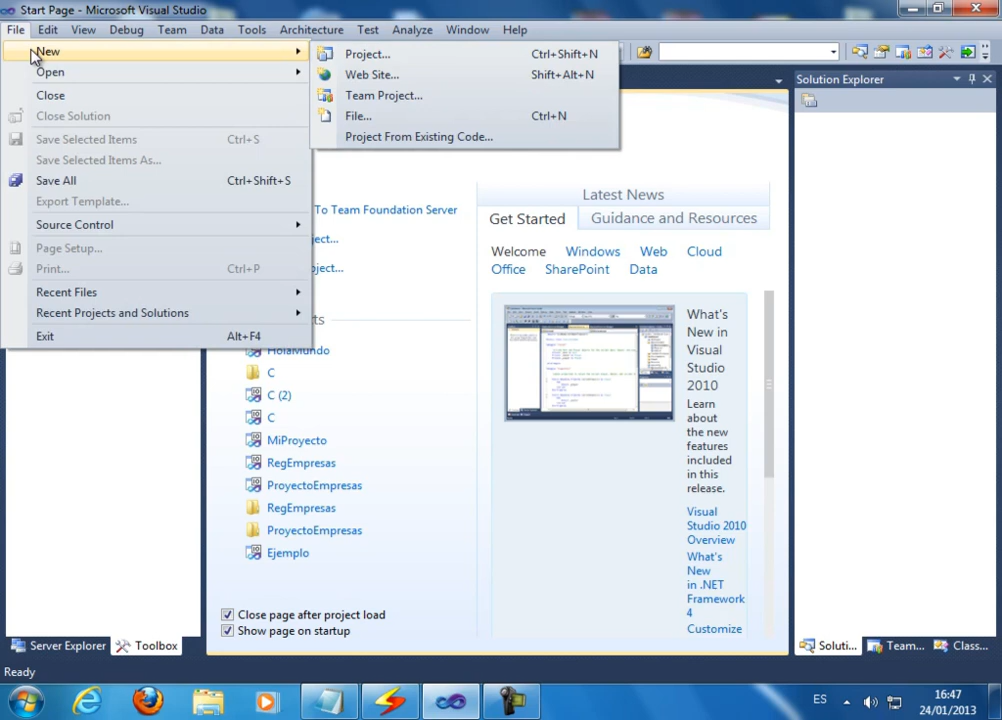 Start Page - Microsoft Visual Studio
File Edit View Debug Team Data Tools Architecture Test Analyze Window Help
New
Open
Close
Close Solution
Save Selected Items Ctrl+S
Save Selected Items As...
Save All Ctrl+Shift+S
Export Template...
Source Control
Page Setup...
Print... Ctrl+P
Recent Files
Recent Projects and Solutions
Exit Alt+F4
Project... Ctrl+Shift+N
Web Site... Shift+Alt+N
Team Project...
File... Ctrl+N
Project From Existing Code...
To Team Foundation Server
ject...
ject...
ts
HolaMundo
C
C (2)
C
MiProyecto
RegEmpresas
ProyectoEmpresas
RegEmpresas
ProyectoEmpresas
Ejemplo
Close page after project load
Show page on startup
Latest News
Get Started Guidance and Resources
Welcome Windows Web Cloud
Office SharePoint Data
What's
New in
Visual
Studio
2010
Learn
about
the new
features
included
in this
release.
Visual
Studio 2010
Overview
What's
New
in .NET
Framework
4
Customize
Solution Explorer
Server Explorer Toolbox
Soluti... Team... Class...
Ready
ES
16:47
24/01/2013